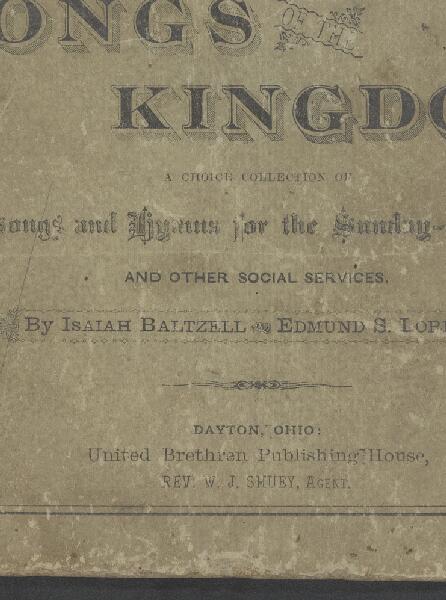 ONGS OF THE
KINGDO
A CHOICE COLLECTION OF
Songs and Hymns for the Sunday-
AND OTHER SOCIAL SERVICES.
By ISAIAH BALTZELL AND EDMUND S. LOR
DAYTON, OHIO:
United Brethren Publishing House,
REV. W. J. SHUEY, AGENT.